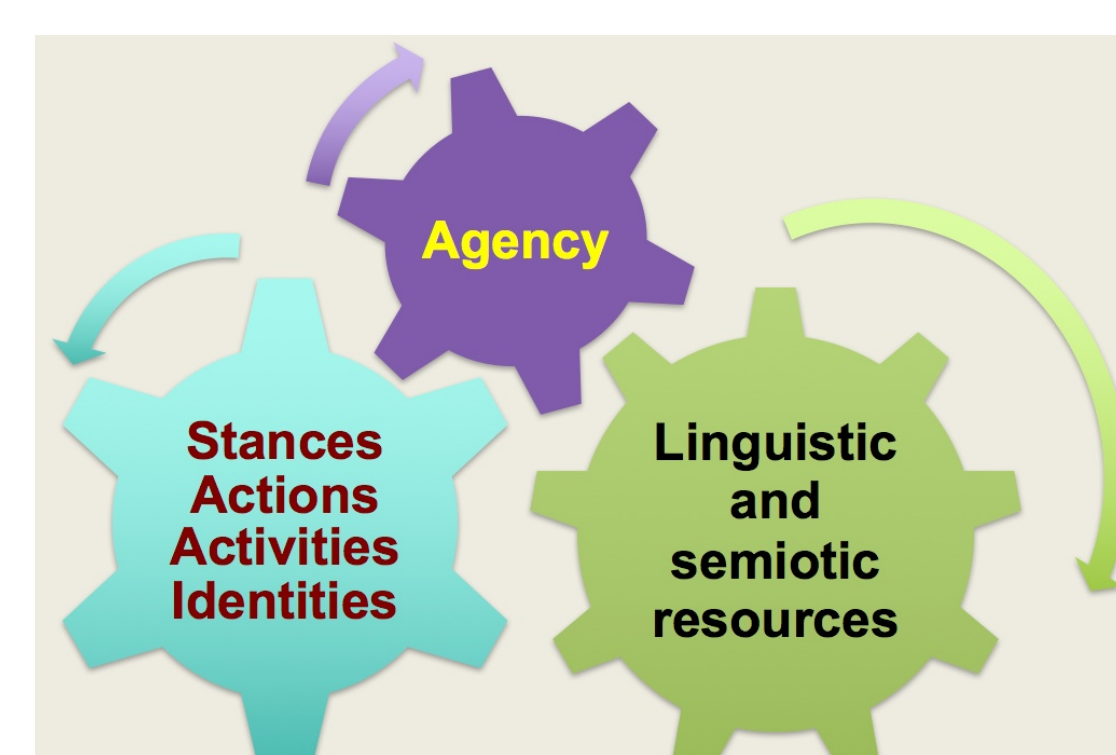 Agency
Stances
Actions
Activities
Identities
Linguistic
and
semiotic
resources